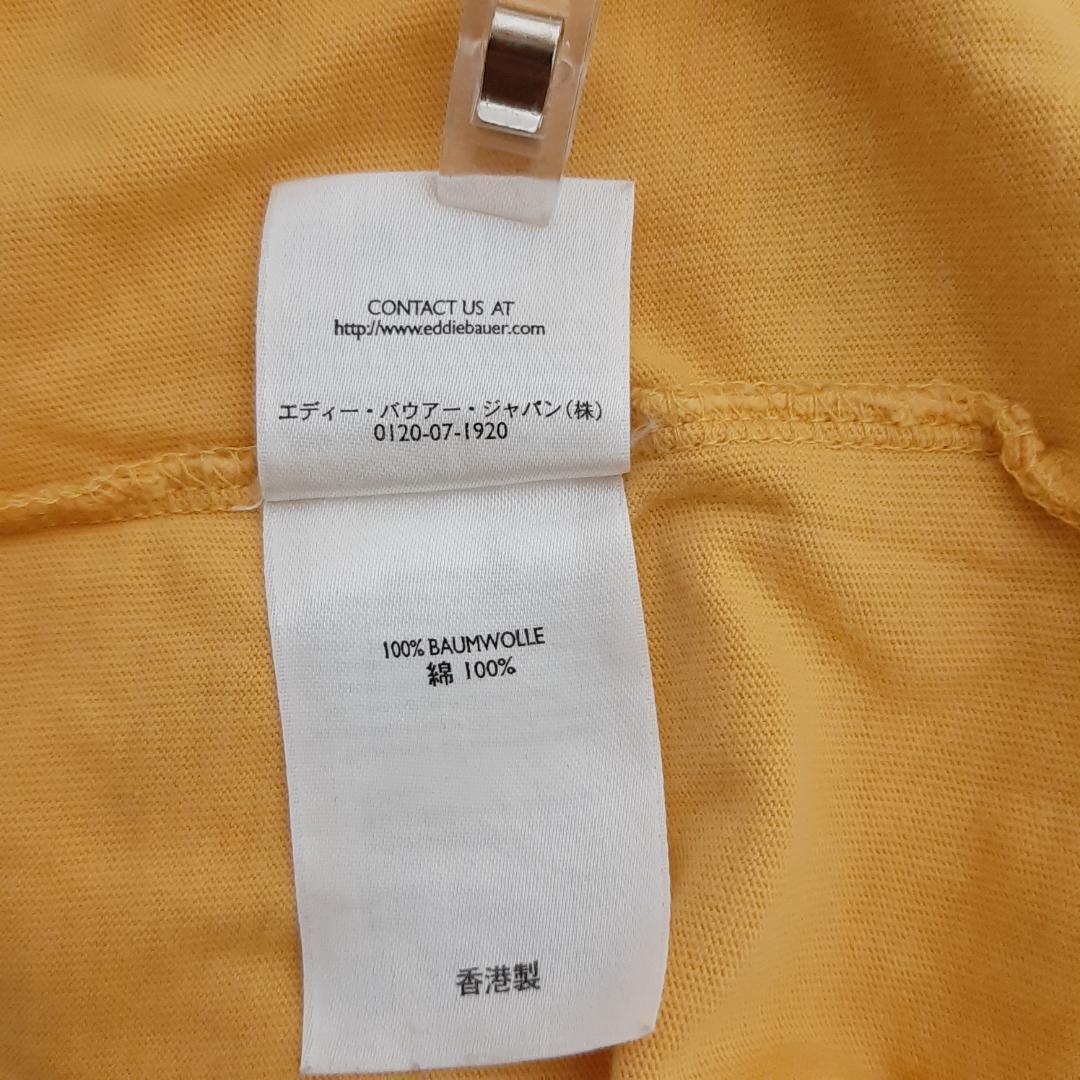 CONTACT US AT
http://www.eddiebauer.com
エディー・バウアー・ジャパン(株)
0120-07-1920
100% BAUMWOLLE
綿 100%
香港製